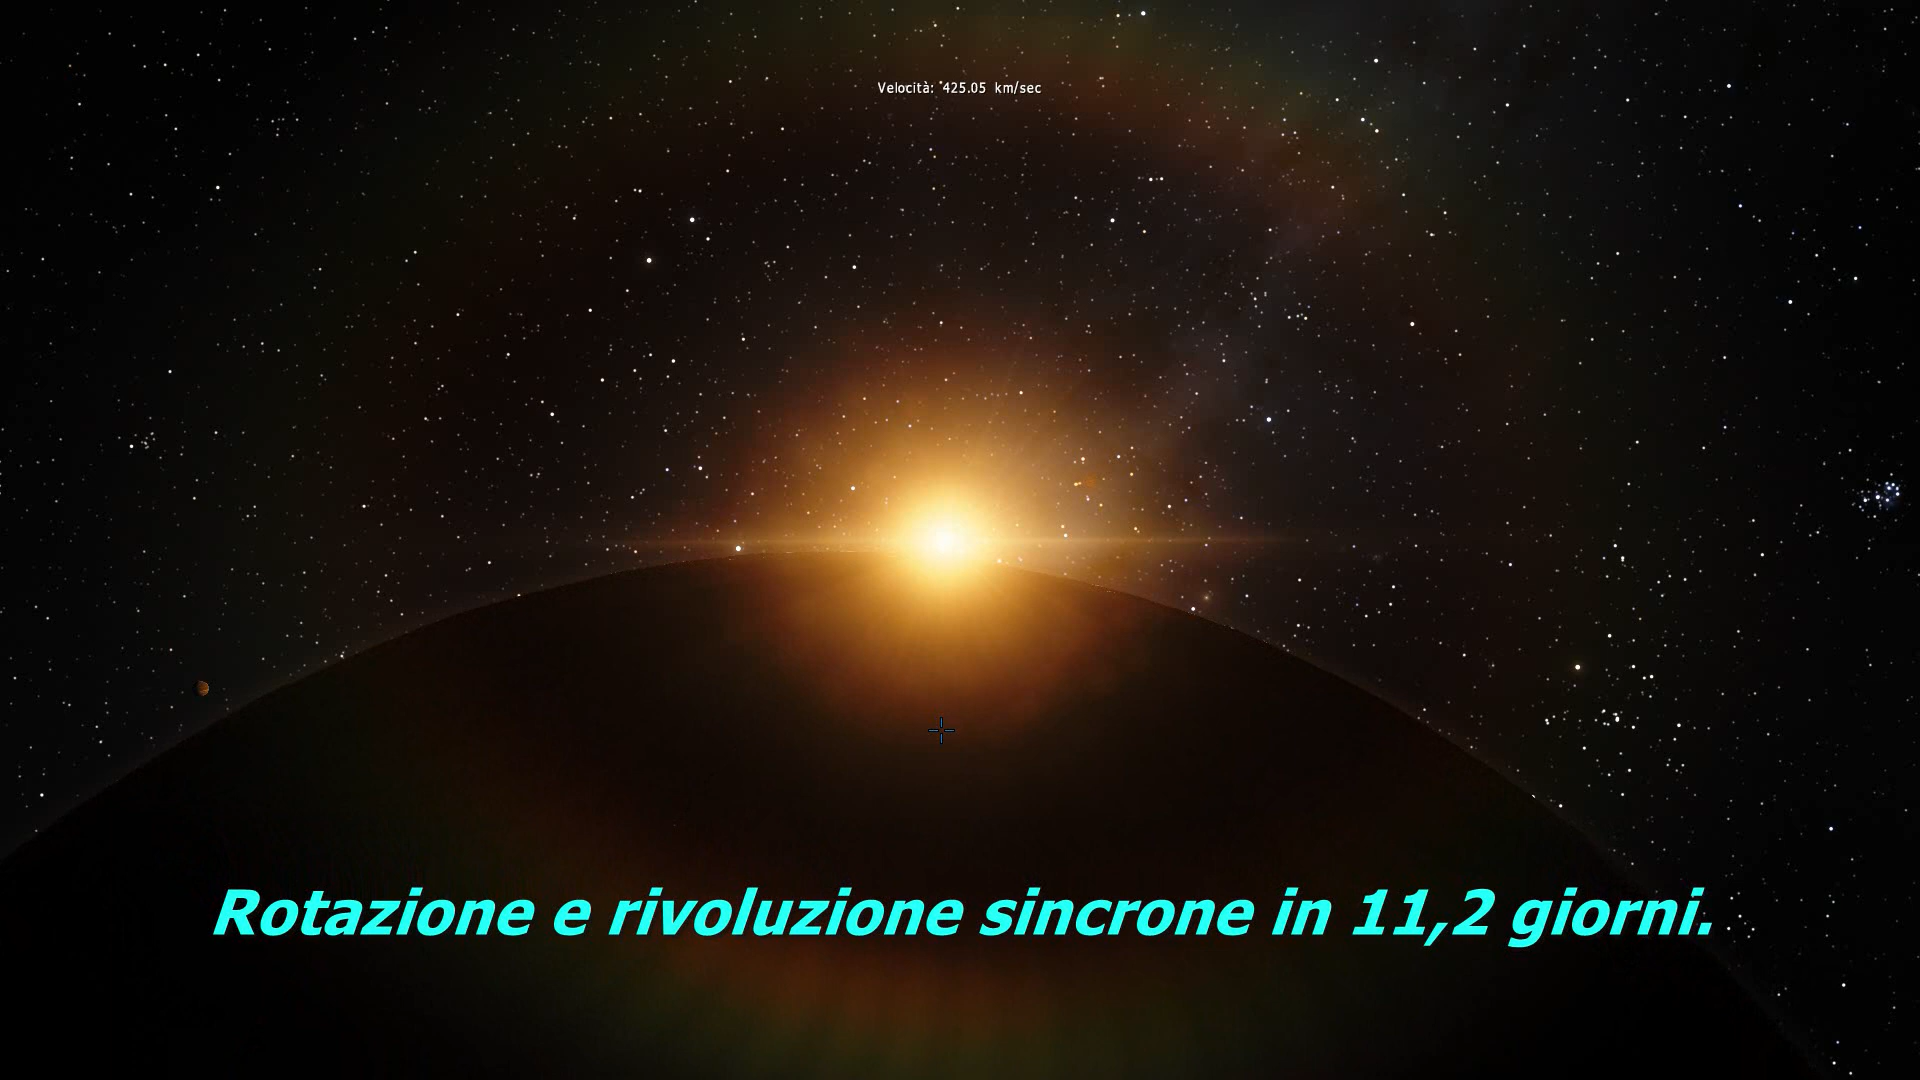 Velocità: 425.05 km/sec
Rotazione e rivoluzione sincrone in 11,2 giorni.